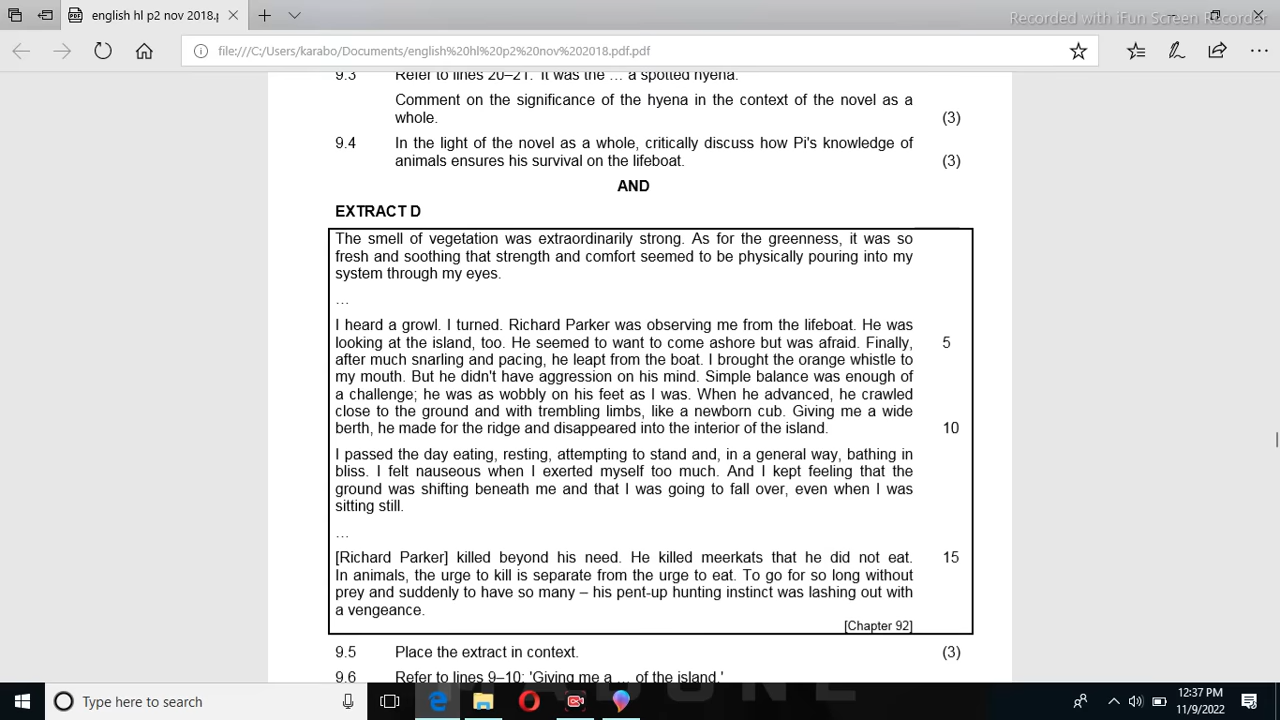 english hl p2 nov 2018.p
Recorded with iFun Screen Recorder
file:///C:/Users/karabo/Documents/english%20hl%20p2%20nov%202018.pdf.pdf
9.3 Refer to lines 20–21: 'It was the … a spotted hyena.'
Comment on the significance of the hyena in the context of the novel as a
whole. (3)
9.4 In the light of the novel as a whole, critically discuss how Pi's knowledge of
animals ensures his survival on the lifeboat. (3)
AND
EXTRACT D
The smell of vegetation was extraordinarily strong. As for the greenness, it was so
fresh and soothing that strength and comfort seemed to be physically pouring into my
system through my eyes.
…
I heard a growl. I turned. Richard Parker was observing me from the lifeboat. He was
looking at the island, too. He seemed to want to come ashore but was afraid. Finally, 5
after much snarling and pacing, he leapt from the boat. I brought the orange whistle to
my mouth. But he didn't have aggression on his mind. Simple balance was enough of
a challenge; he was as wobbly on his feet as I was. When he advanced, he crawled
close to the ground and with trembling limbs, like a newborn cub. Giving me a wide
berth, he made for the ridge and disappeared into the interior of the island. 10
I passed the day eating, resting, attempting to stand and, in a general way, bathing in
bliss. I felt nauseous when I exerted myself too much. And I kept feeling that the
ground was shifting beneath me and that I was going to fall over, even when I was
sitting still.
…
[Richard Parker] killed beyond his need. He killed meerkats that he did not eat. 15
In animals, the urge to kill is separate from the urge to eat. To go for so long without
prey and suddenly to have so many – his pent-up hunting instinct was lashing out with
a vengeance.
[Chapter 92]
9.5 Place the extract in context. (3)
9.6 Refer to lines 9–10: 'Giving me a … of the island.'
Type here to search
12:37 PM
11/9/2022